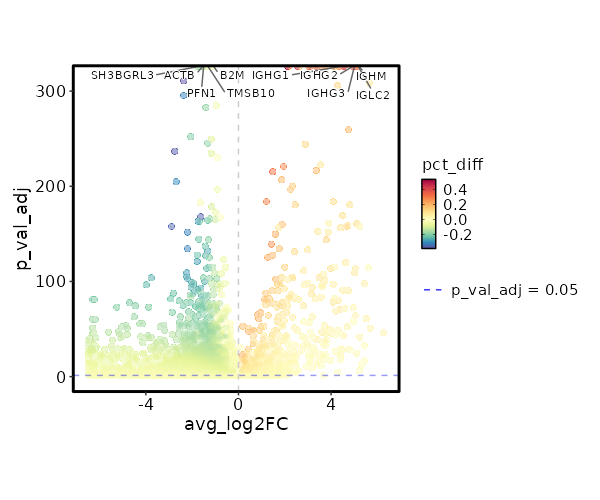 SH3BGRL3 ACTB B2M IGHG1 IGHG2 IGHM
PFN1 TMSB10 IGHG3 IGLC2
300
200
100
0
p_val_adj
-4 0 4
avg_log2FC
pct_diff
0.4
0.2
0.0
-0.2
p_val_adj = 0.05